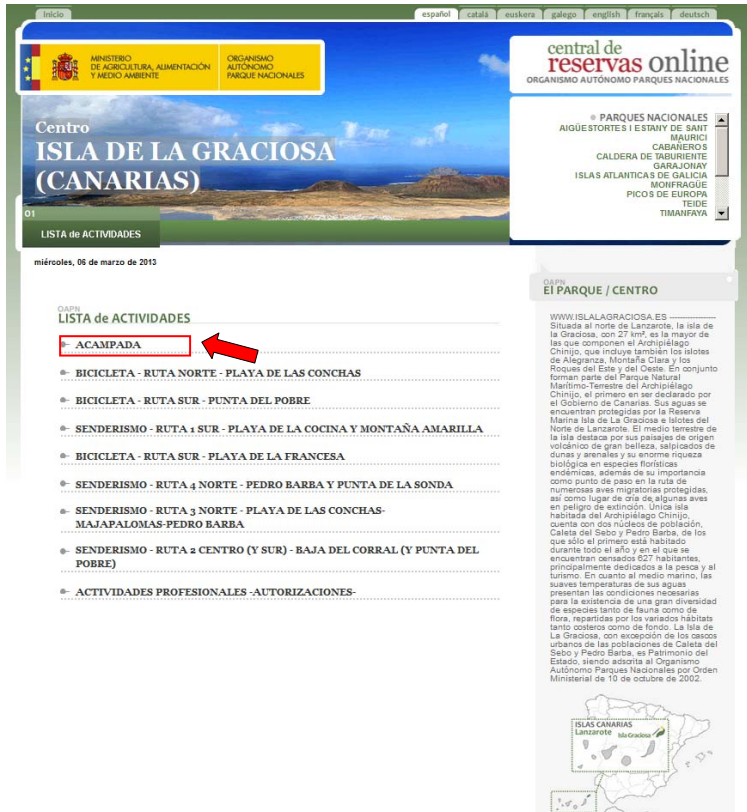 Inicio
español català euskera galego english français deutsch
MINISTERIO
DE AGRICULTURA, ALIMENTACIÓN
Y MEDIO AMBIENTE
ORGANISMO
AUTÓNOMO
PARQUE NACIONALES
central de
reservas online
ORGANISMO AUTÓNOMO PARQUES NACIONALES
Centro
ISLA DE LA GRACIOSA
(CANARIAS)
PARQUES NACIONALES
AIGÜESTORTES I ESTANY DE SANT
MAURICI
CABAÑEROS
CALDERA DE TABURIENTE
GARAJONAY
ISLAS ATLANTICAS DE GALICIA
MONFRAGÜE
PICOS DE EUROPA
TEIDE
TIMANFAYA
01
LISTA de ACTIVIDADES
miércoles, 06 de marzo de 2013
OAPN
LISTA de ACTIVIDADES
ACAMPADA
BICICLETA - RUTA NORTE - PLAYA DE LAS CONCHAS
BICICLETA - RUTA SUR - PUNTA DEL POBRE
SENDERISMO - RUTA 1 SUR - PLAYA DE LA COCINA Y MONTAÑA AMARILLA
BICICLETA - RUTA SUR - PLAYA DE LA FRANCESA
SENDERISMO - RUTA 4 NORTE - PEDRO BARBA Y PUNTA DE LA SONDA
SENDERISMO - RUTA 3 NORTE - PLAYA DE LAS CONCHAS-
MAJAPALOMAS-PEDRO BARBA
SENDERISMO - RUTA 2 CENTRO (Y SUR) - BAJA DEL CORRAL (Y PUNTA DEL
POBRE)
ACTIVIDADES PROFESIONALES -AUTORIZACIONES-
OAPN
El PARQUE / CENTRO
WWW.ISLALAGRACIOSA.ES -----------------
Situada al norte de Lanzarote, la isla de
la Graciosa, con 27 km², es la mayor de
las que componen el Archipiélago
Chinijo, que incluye también los islotes
de Alegranza, Montaña Clara y los
Roques del Este y del Oeste. En conjunto
forman parte del Parque Natural
Marítimo-Terrestre del Archipiélago
Chinijo, el primero en ser declarado por
el Gobierno de Canarias. Sus aguas se
encuentran protegidas por la Reserva
Marina Isla de La Graciosa e Islotes del
Norte de Lanzarote. El medio terrestre de
la isla destaca por sus paisajes de origen
volcánico de gran belleza, salpicados de
dunas y arenales y su enorme riqueza
biológica en especies florísticas
endémicas, además de su importancia
como punto de paso en la ruta de
numerosas aves migratorias protegidas,
así como lugar de cría de algunas aves
en peligro de extinción. Única isla
habitada del Archipiélago Chinijo,
cuenta con dos núcleos de población,
Caleta del Sebo y Pedro Barba, de los
que sólo el primero está habitado
durante todo el año y en el que se
encuentran censados 627 habitantes,
principalmente dedicados a la pesca y al
turismo. En cuanto al medio marino, las
suaves temperaturas de sus aguas
presentan las condiciones necesarias
para la existencia de una gran diversidad
de especies tanto de fauna como de
flora, repartidas por los variados hábitats
tanto costeros como de fondo. La Isla de
La Graciosa, con excepción de los cascos
urbanos de las poblaciones de Caleta del
Sebo y Pedro Barba, es Patrimonio del
Estado, siendo adscrita al Organismo
Autónomo Parques Nacionales por Orden
Ministerial de 10 de octubre de 2002.
ISLAS CANARIAS
Lanzarote
Isla Graciosa